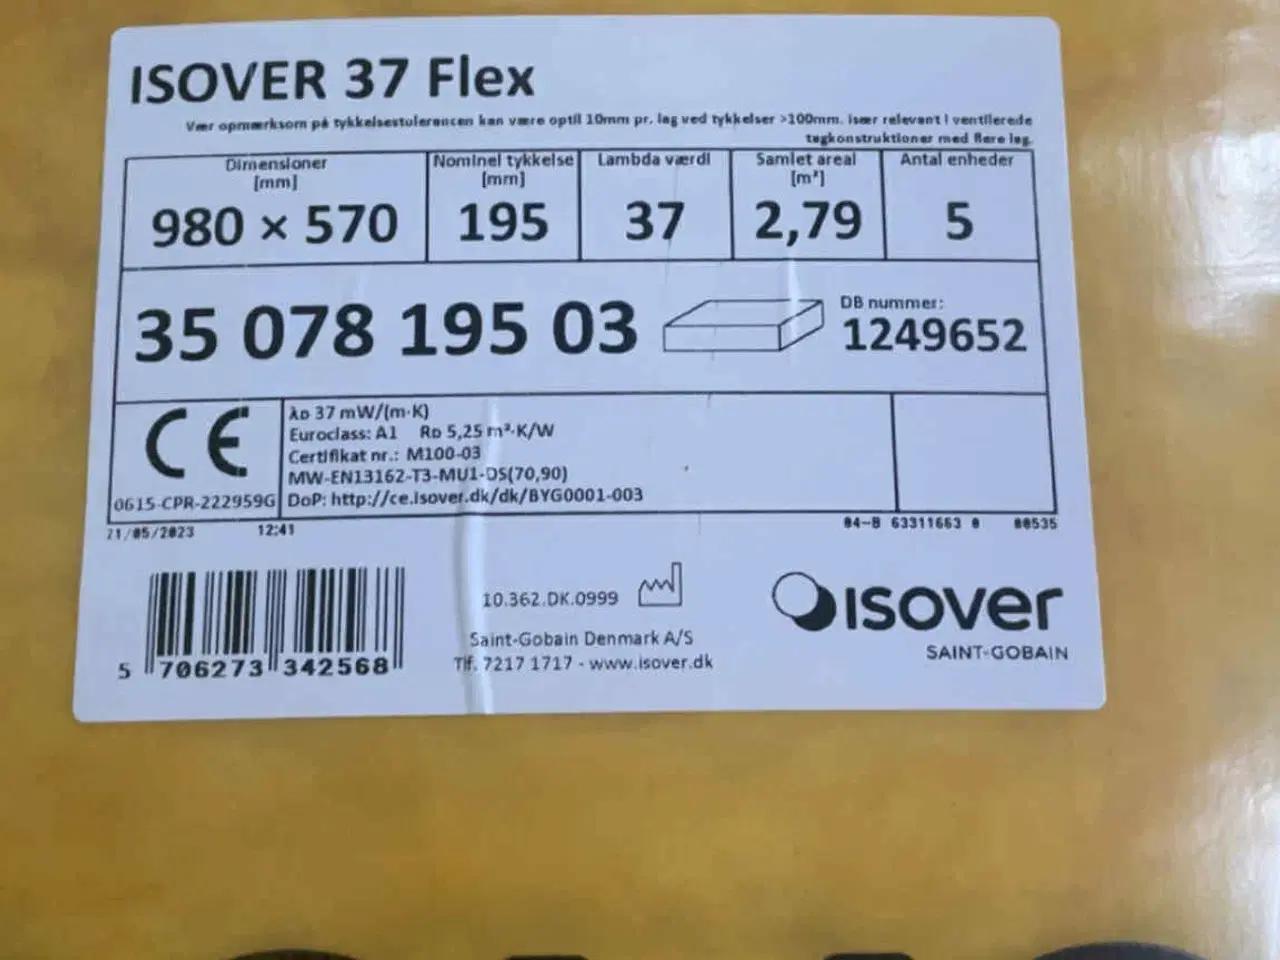 ISOVER 37 Flex
Vær opmærksom på tykkelsestolerancen kan være optil 10mm pr. lag ved tykkelser >100mm. Især relevant i ventilerede
tagkonstruktioner med flere lag.
Dimensioner [mm] Nominel tykkelse [mm] Lambda værdi Samlet areal [m²] Antal enheder
980 × 570 195 37 2,79 5
35 078 195 03
DB nummer:
1249652
CE
0615-CPR-222959G
λD 37 mW/(m·K)
Euroclass: A1 RD 5,25 m²·K/W
Certifikat nr.: M100-03
MW-EN13162-T3-MU1-DS(70,90)
DoP: http://ce.isover.dk/dk/BYG0001-003
21/05/2023 12:41 04-B 63311663 0 00535
5 706273 342568
10.362.DK.0999
Saint-Gobain Denmark A/S
Tlf. 7217 1717 - www.isover.dk
isover
SAINT-GOBAIN